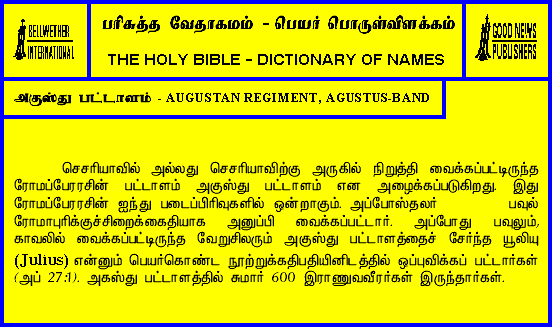 BELLWETHER
INTERNATIONAL
பரிசுத்த வேதாகமம் - பெயர் பொருள்விளக்கம்
THE HOLY BIBLE - DICTIONARY OF NAMES
GOOD NEWS
PUBLISHERS
அகுஸ்து பட்டாளம் - AUGUSTAN REGIMENT, AGUSTUS-BAND
செசரியாவில் அல்லது செசரியாவிற்கு அருகில் நிறுத்தி வைக்கப்பட்டிருந்த
ரோமப்பேரரசின் பட்டாளம் அகுஸ்து பட்டாளம் என அழைக்கப்படுகிறது. இது
ரோமப்பேரரசின் ஐந்து படைப்பிரிவுகளில் ஒன்றாகும். அப்போஸ்தலர் பவுல்
ரோமாபுரிக்குச்சிறைக்கைதியாக அனுப்பி வைக்கப்பட்டார். அப்போது பவுலும்,
காவலில் வைக்கப்பட்டிருந்த வேறுசிலரும் அகுஸ்து பட்டாளத்தைச் சேர்ந்த யூலியு
(Julius) என்னும் பெயர்கொண்ட நூற்றுக்கதிபதியினிடத்தில் ஒப்புவிக்கப் பட்டார்கள்
(அப் 27:1). அகஸ்து பட்டாளத்தில் சுமார் 600 இராணுவவீரர்கள் இருந்தார்கள்.